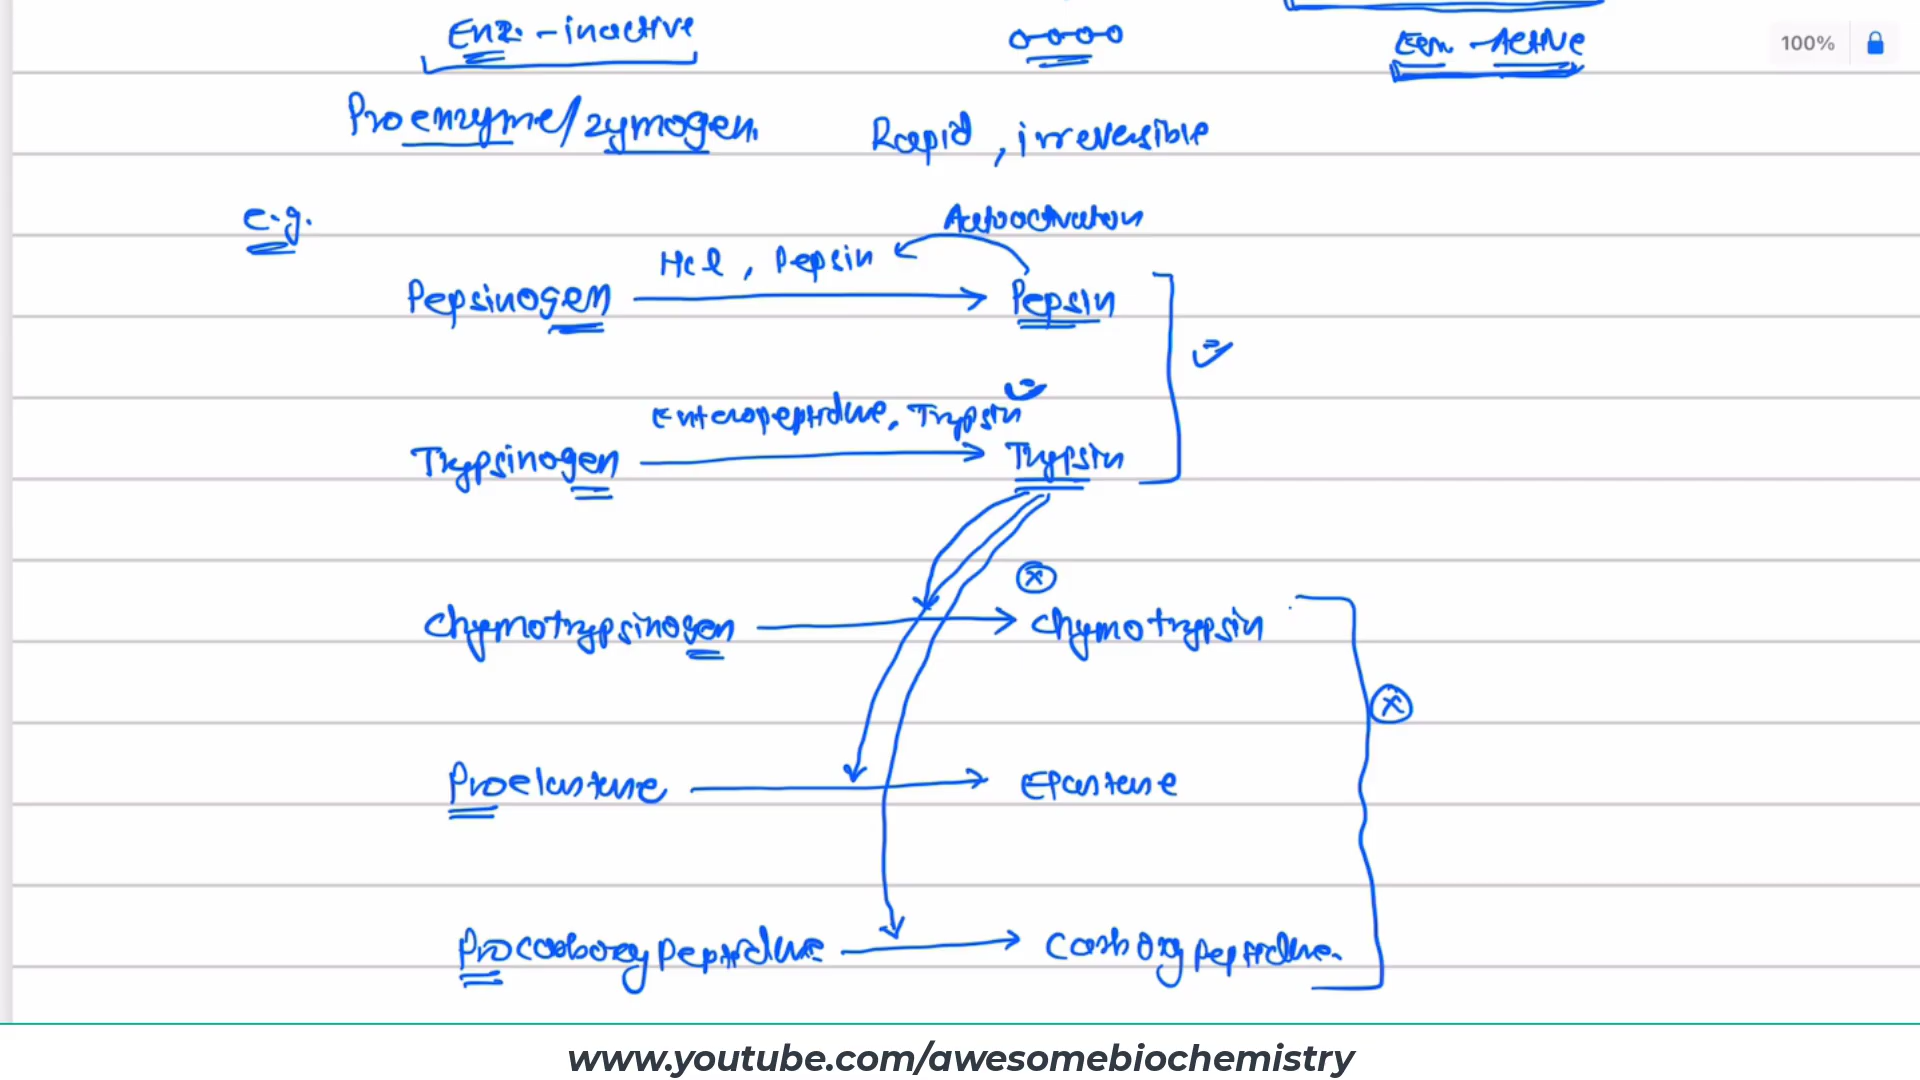 Enz. - inactive
Enz - Active
100%
Proenzyme/zymogen.
Rapid, irreversible
e.g.
Autoactivation
HCl, Pepsin
Pepsinogen → Pepsin
Enteropeptidase, Trypsin
Trypsinogen → Trypsin
Chymotrypsinogen → Chymotrypsin
Proelastase → Elastase
Procarboxypeptidase → Carboxypeptidase.
www.youtube.com/awesomebiochemistry